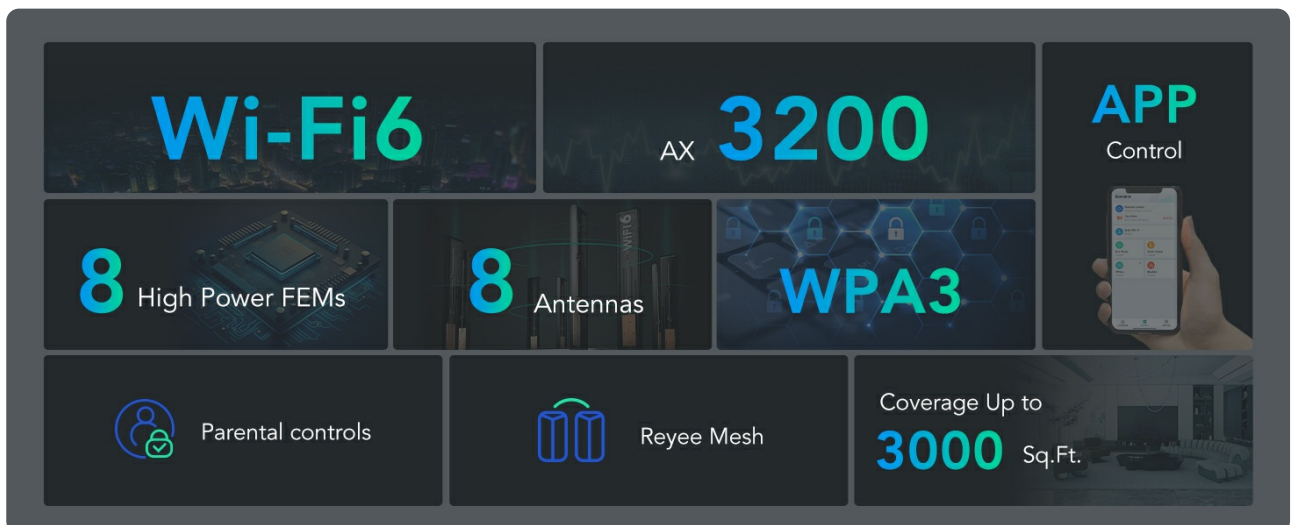 Wi-Fi6
AX 3200
APP
Control
8 High Power FEMs
8 Antennas
WiFi6
WPA3
Parental controls
Reyee Mesh
Coverage Up to
3000 Sq.Ft.